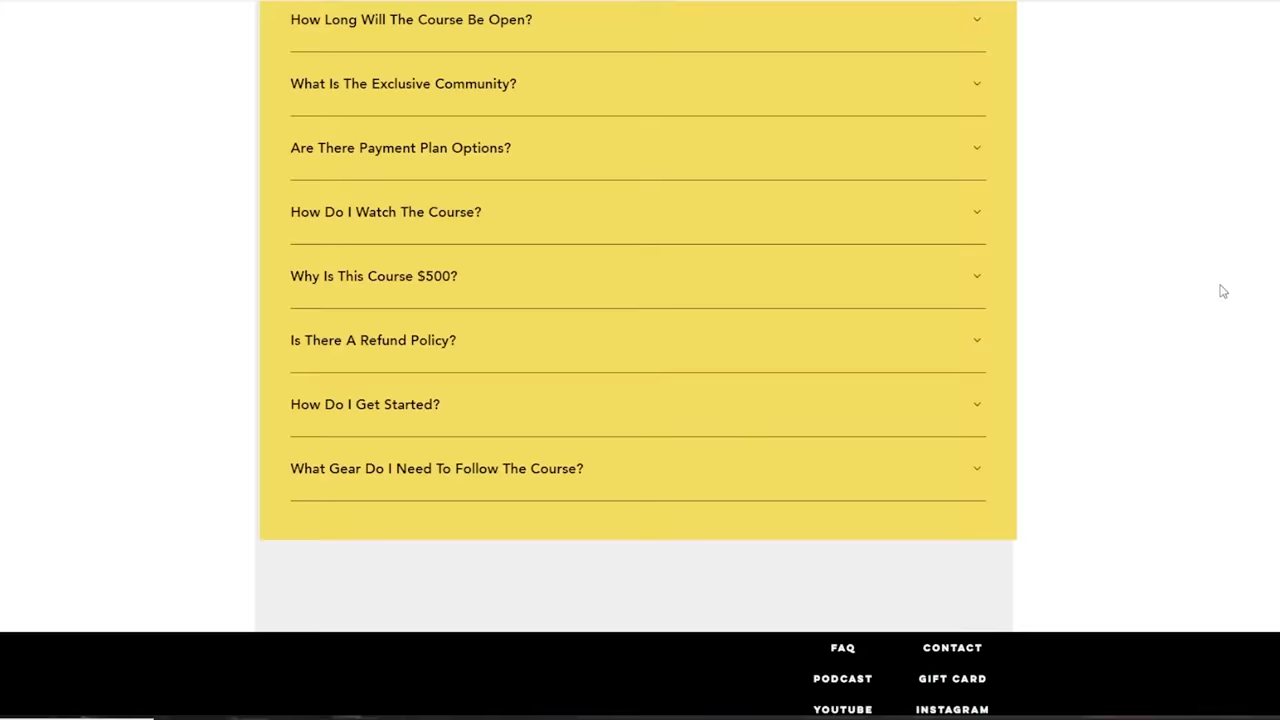 How Long Will The Course Be Open?
What Is The Exclusive Community?
Are There Payment Plan Options?
How Do I Watch The Course?
Why Is This Course $500?
Is There A Refund Policy?
How Do I Get Started?
What Gear Do I Need To Follow The Course?
FAQ CONTACT
PODCAST GIFT CARD
YOUTUBE INSTAGRAM